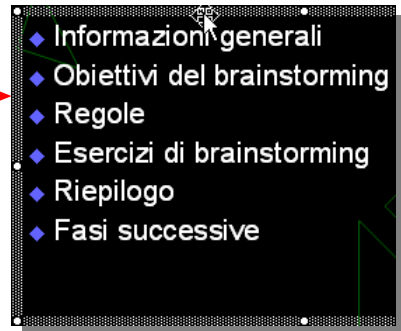 Informazioni generali
Obiettivi del brainstorming
Regole
Esercizi di brainstorming
Riepilogo
Fasi successive